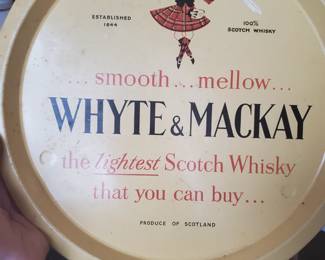 ESTABLISHED
1844
100%
SCOTCH WHISKY
...smooth...mellow...
WHYTE & MACKAY
the lightest Scotch Whisky
that you can buy...
PRODUCE OF SCOTLAND